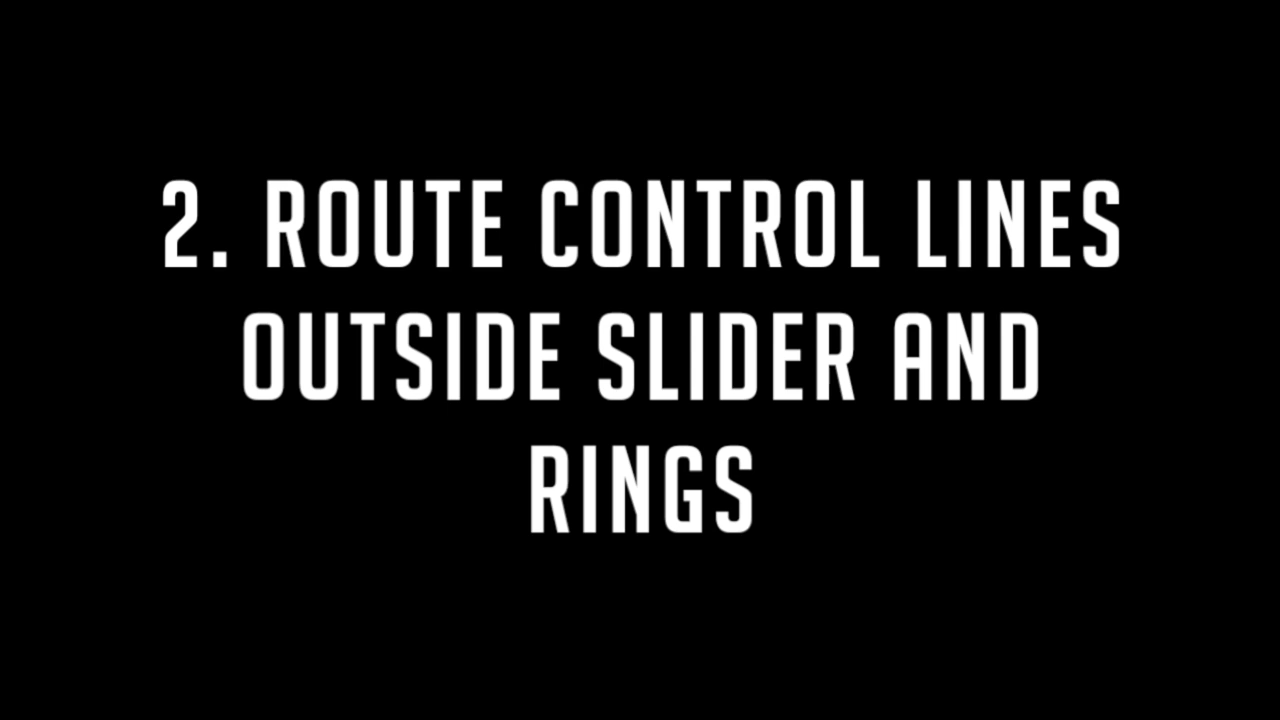 2. ROUTE CONTROL LINES
OUTSIDE SLIDER AND
RINGS